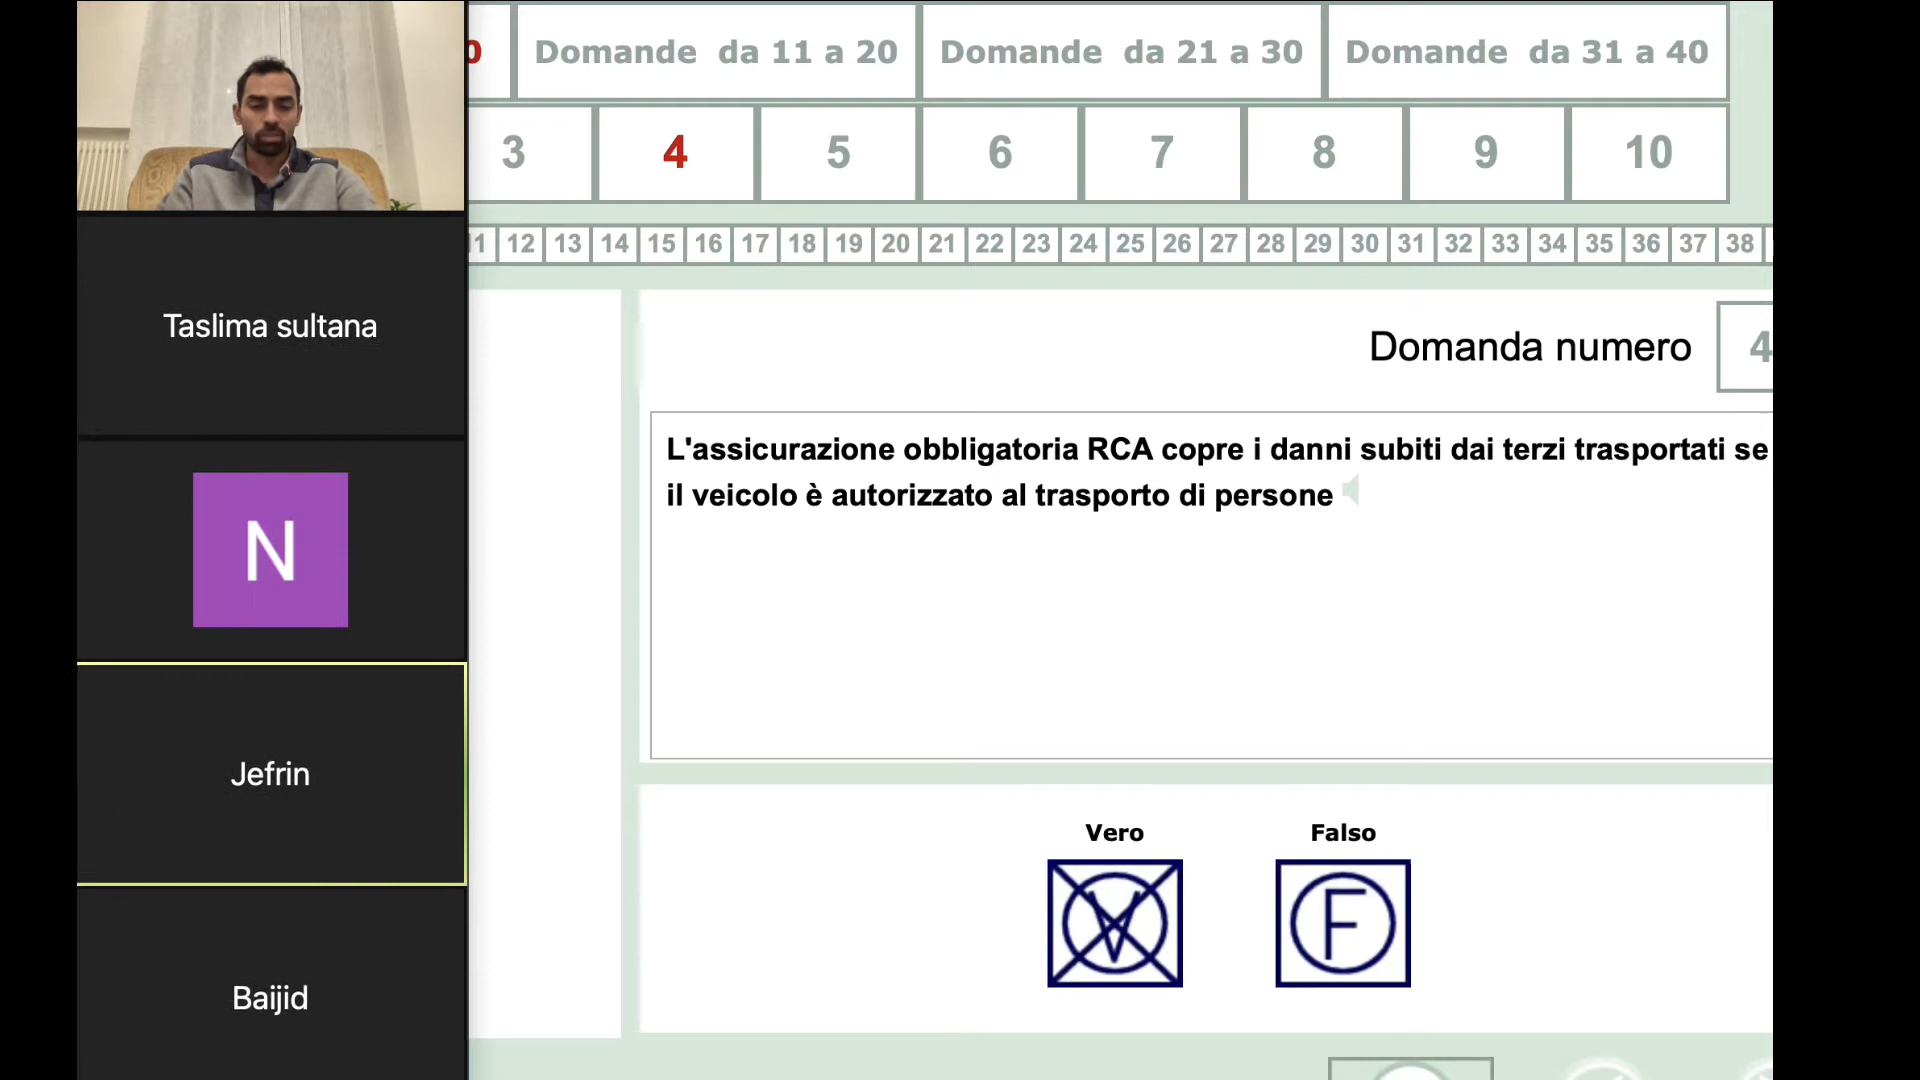 0
Domande da 11 a 20
Domande da 21 a 30
Domande da 31 a 40
3 4 5 6 7 8 9 10
11 12 13 14 15 16 17 18 19 20 21 22 23 24 25 26 27 28 29 30 31 32 33 34 35 36 37 38
Domanda numero 4
L'assicurazione obbligatoria RCA copre i danni subiti dai terzi trasportati se
il veicolo è autorizzato al trasporto di persone
Vero Falso
V F
Taslima sultana
N
Jefrin
Baijid